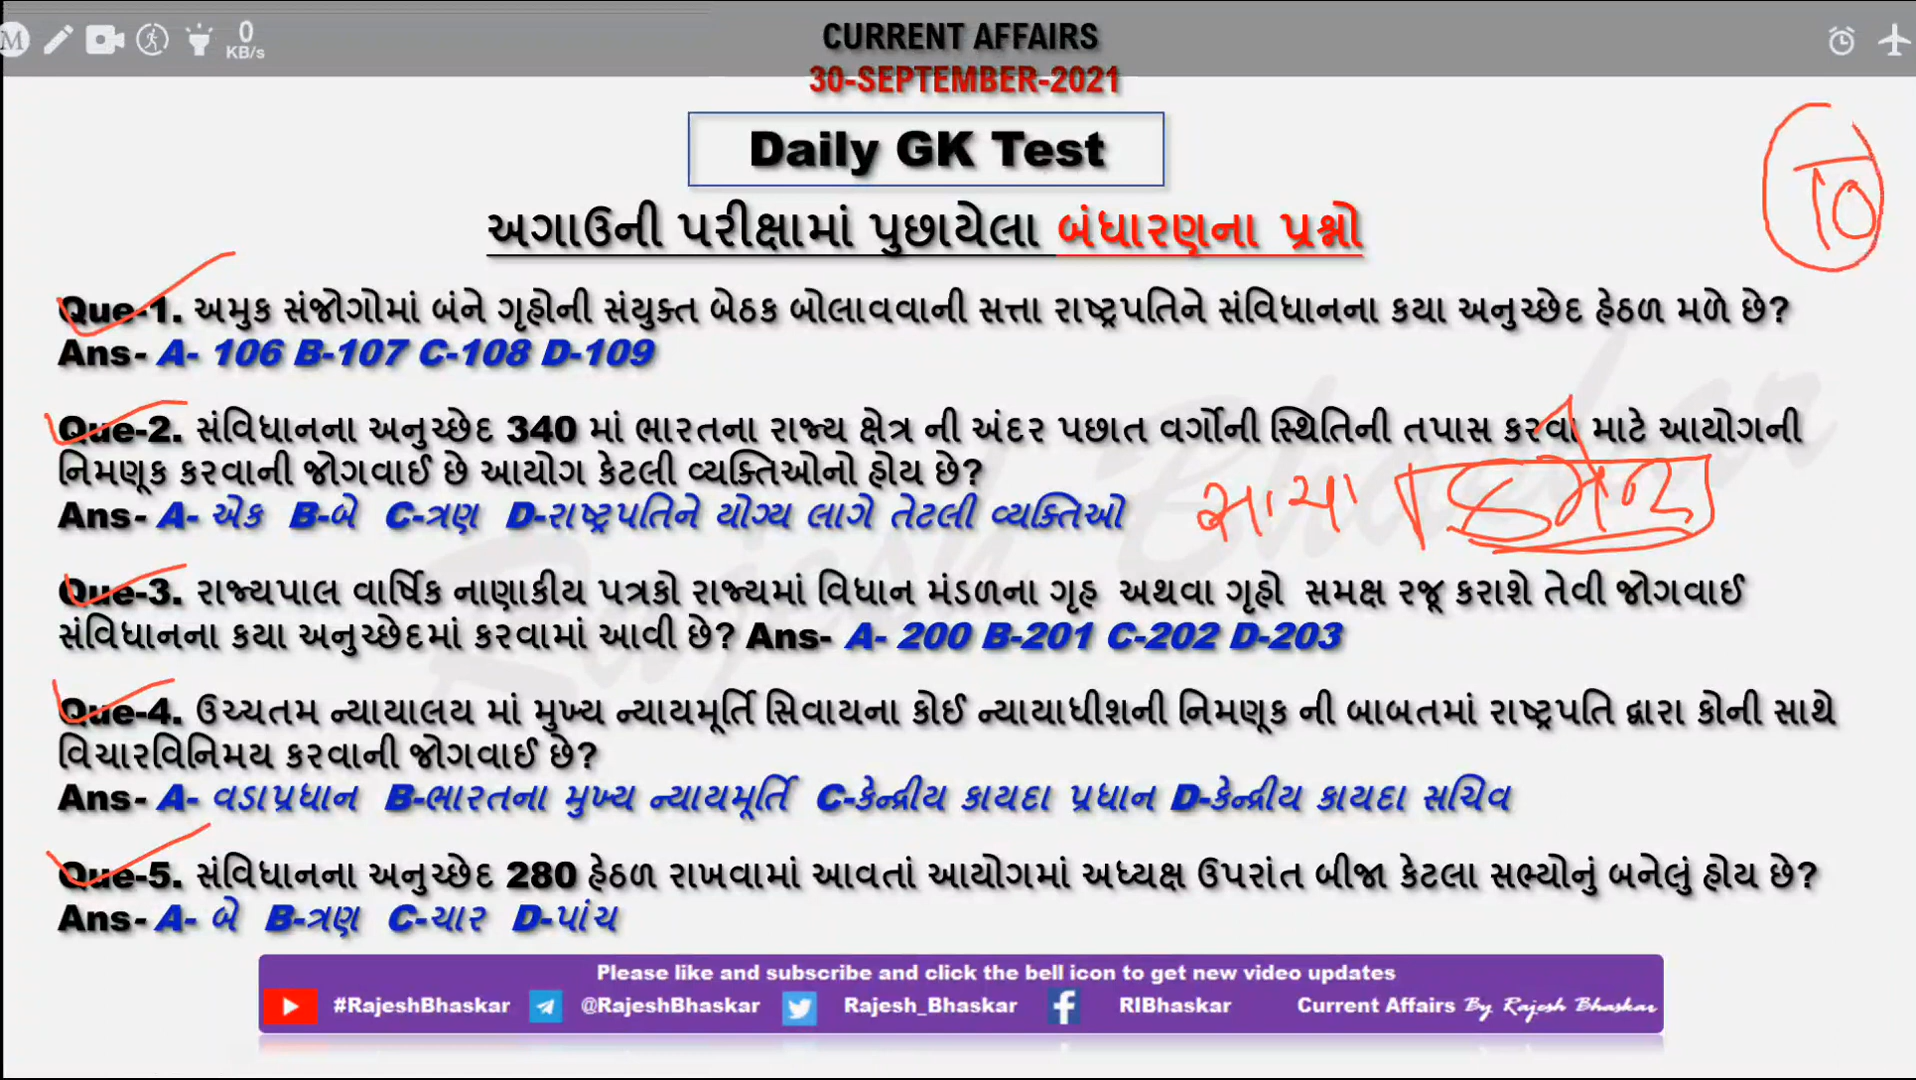 0
KB/s
CURRENT AFFAIRS
30-SEPTEMBER-2021
Daily GK Test
10
અગાઉની પરીક્ષામાં પુછાયેલા બંધારણના પ્રશ્નો
Que-1. અમુક સંજોગોમાં બંને ગૃહોની સંયુક્ત બેઠક બોલાવવાની સત્તા રાષ્ટ્રપતિને સંવિધાનના કયા અનુચ્છેદ હેઠળ મળે છે?
Ans- A- 106 B-107 C-108 D-109
Que-2. સંવિધાનના અનુચ્છેદ 340 માં ભારતના રાજ્ય ક્ષેત્ર ની અંદર પછાત વર્ગોની સ્થિતિની તપાસ કરવા માટે આયોગની
નિમણૂક કરવાની જોગવાઈ છે આયોગ કેટલી વ્યક્તિઓનો હોય છે?
Ans- A- એક B-બે C-ત્રણ D-રાષ્ટ્રપતિને યોગ્ય લાગે તેટલી વ્યક્તિઓ
Que-3. રાજ્યપાલ વાર્ષિક નાણાકીય પત્રકો રાજ્યમાં વિધાન મંડળના ગૃહ અથવા ગૃહો સમક્ષ રજૂ કરાશે તેવી જોગવાઈ
સંવિધાનના કયા અનુચ્છેદમાં કરવામાં આવી છે? Ans- A- 200 B-201 C-202 D-203
Que-4. ઉચ્ચતમ ન્યાયાલય માં મુખ્ય ન્યાયમૂર્તિ સિવાયના કોઈ ન્યાયાધીશની નિમણૂક ની બાબતમાં રાષ્ટ્રપતિ દ્વારા કોની સાથે
વિચારવિનિમય કરવાની જોગવાઈ છે?
Ans- A- વડાપ્રધાન B-ભારતના મુખ્ય ન્યાયમૂર્તિ C-કેન્દ્રીય કાયદા પ્રધાન D-કેન્દ્રીય કાયદા સચિવ
Que-5. સંવિધાનના અનુચ્છેદ 280 હેઠળ રાખવામાં આવતાં આયોગમાં અધ્યક્ષ ઉપરાંત બીજા કેટલા સભ્યોનું બનેલું હોય છે?
Ans- A- બે B-ત્રણ C-ચાર D-પાંચ
Please like and subscribe and click the bell icon to get new video updates
#RajeshBhaskar @RajeshBhaskar Rajesh_Bhaskar RIBhaskar Current Affairs By Rajesh Bhaskar
Rajesh Bhaskar